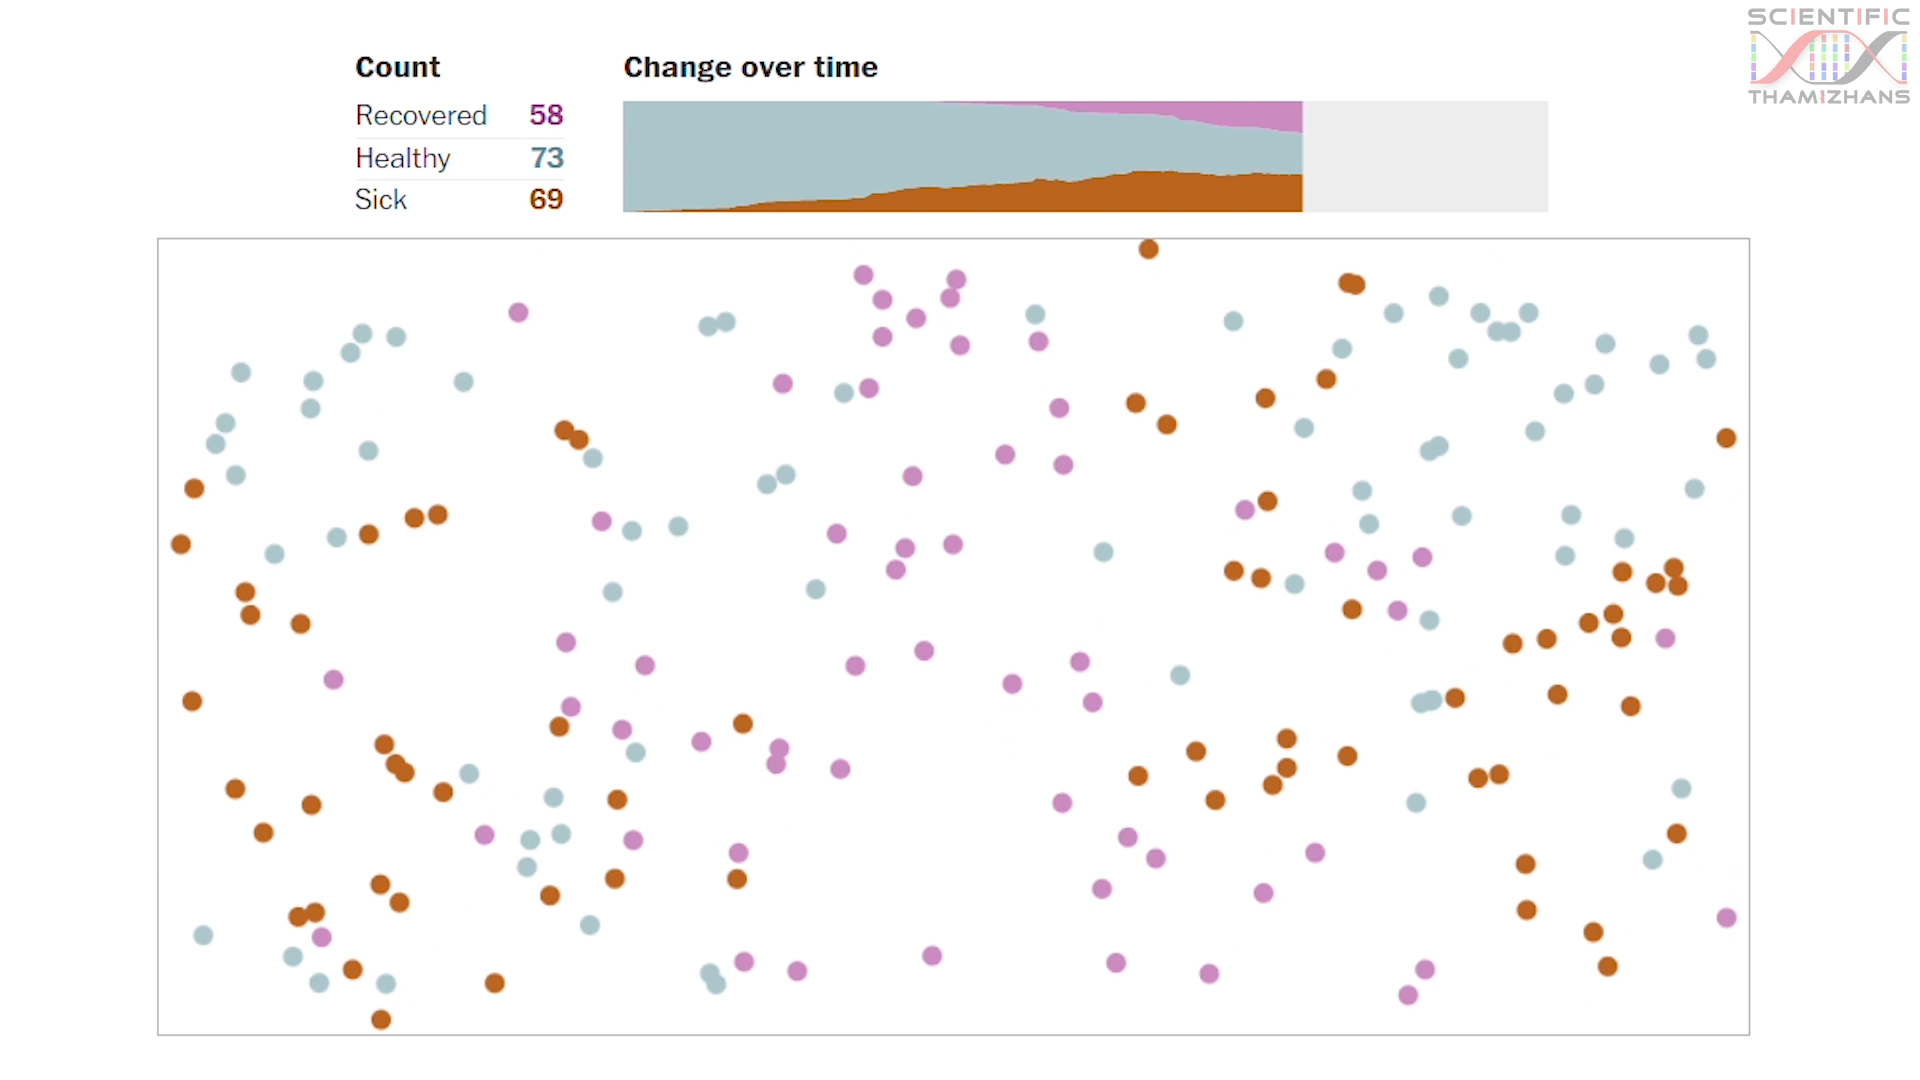 SCIENTIFIC
THAMIZHANS
Count
Change over time
Recovered 58
Healthy 73
Sick 69